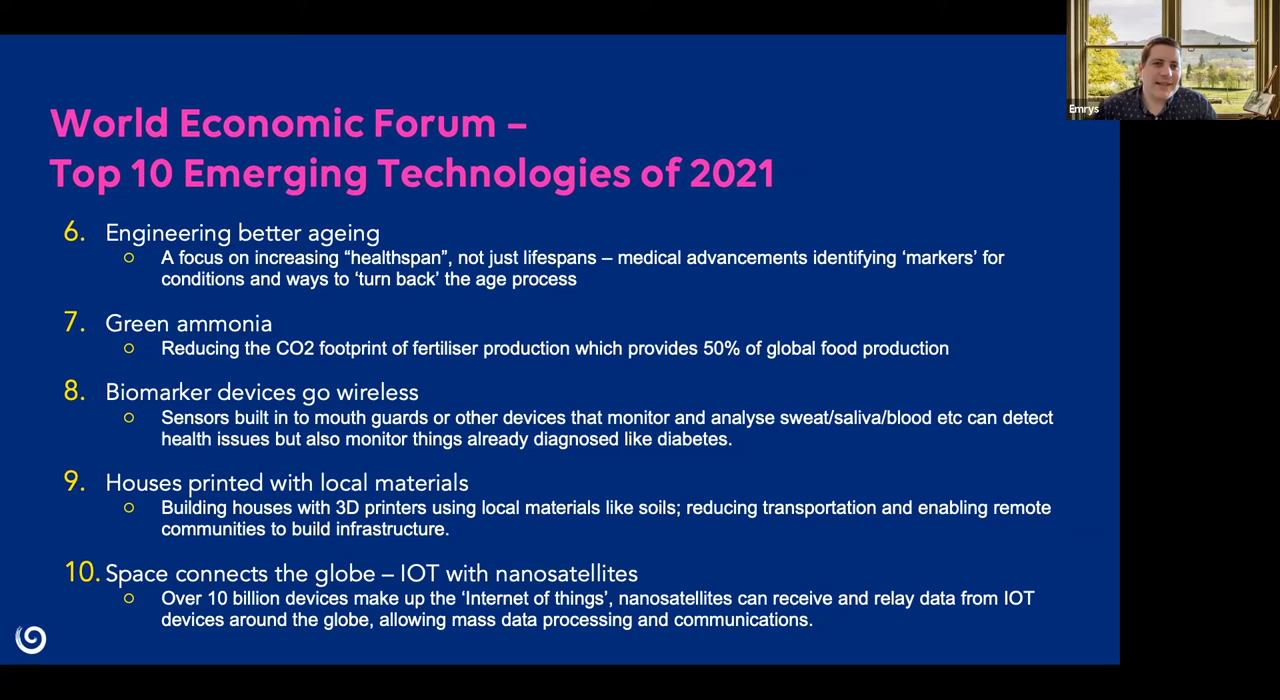 World Economic Forum –
Top 10 Emerging Technologies of 2021
6. Engineering better ageing
○ A focus on increasing “healthspan”, not just lifespans – medical advancements identifying ‘markers’ for
conditions and ways to ‘turn back’ the age process
7. Green ammonia
○ Reducing the CO2 footprint of fertiliser production which provides 50% of global food production
8. Biomarker devices go wireless
○ Sensors built in to mouth guards or other devices that monitor and analyse sweat/saliva/blood etc can detect
health issues but also monitor things already diagnosed like diabetes.
9. Houses printed with local materials
○ Building houses with 3D printers using local materials like soils; reducing transportation and enabling remote
communities to build infrastructure.
10. Space connects the globe – IOT with nanosatellites
○ Over 10 billion devices make up the ‘Internet of things’, nanosatellites can receive and relay data from IOT
devices around the globe, allowing mass data processing and communications.
Emrys